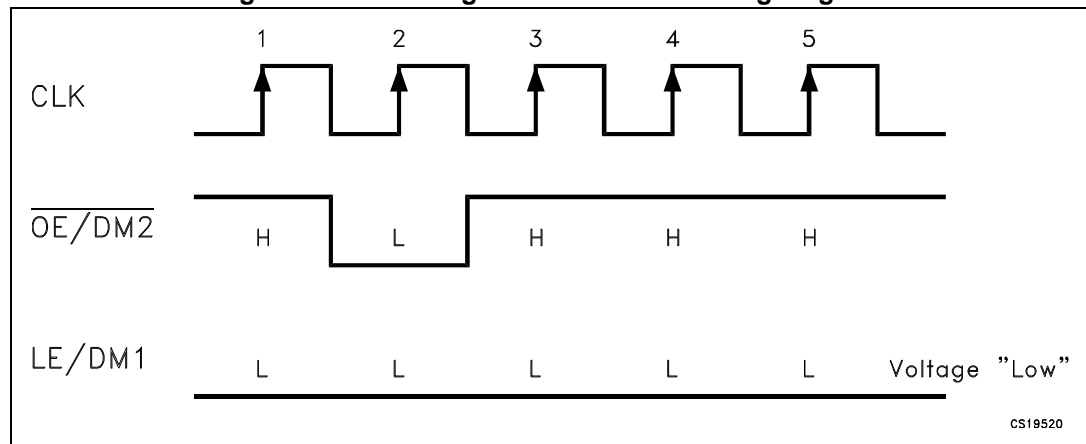 1 2 3 4 5
CLK
OE/DM2
H L H H H
LE/DM1
L L L L L Voltage "Low"
CS19520